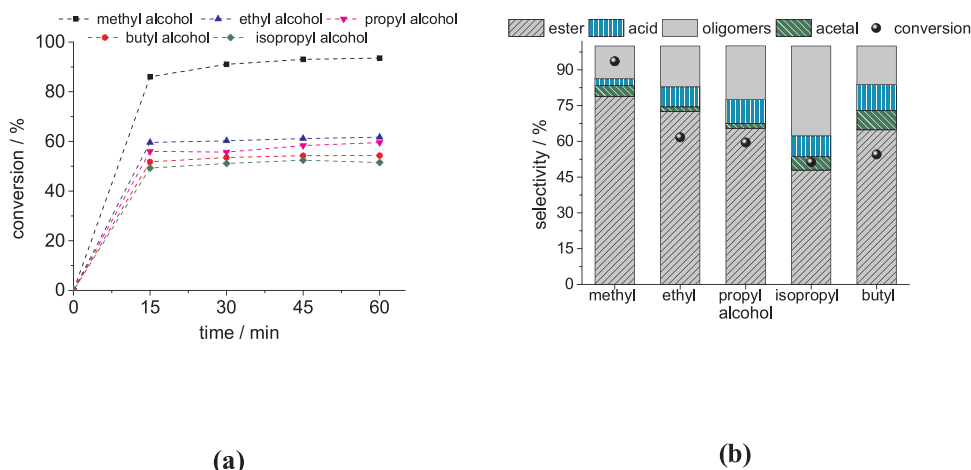 methyl alcohol ethyl alcohol propyl alcohol
butyl alcohol isopropyl alcohol
100
80
60
40
20
0
conversion / %
0 15 30 45 60
time / min
(a)
ester acid oligomers acetal conversion
90
75
60
45
30
15
0
selectivity / %
methyl ethyl propyl isopropyl butyl
alcohol
(b)